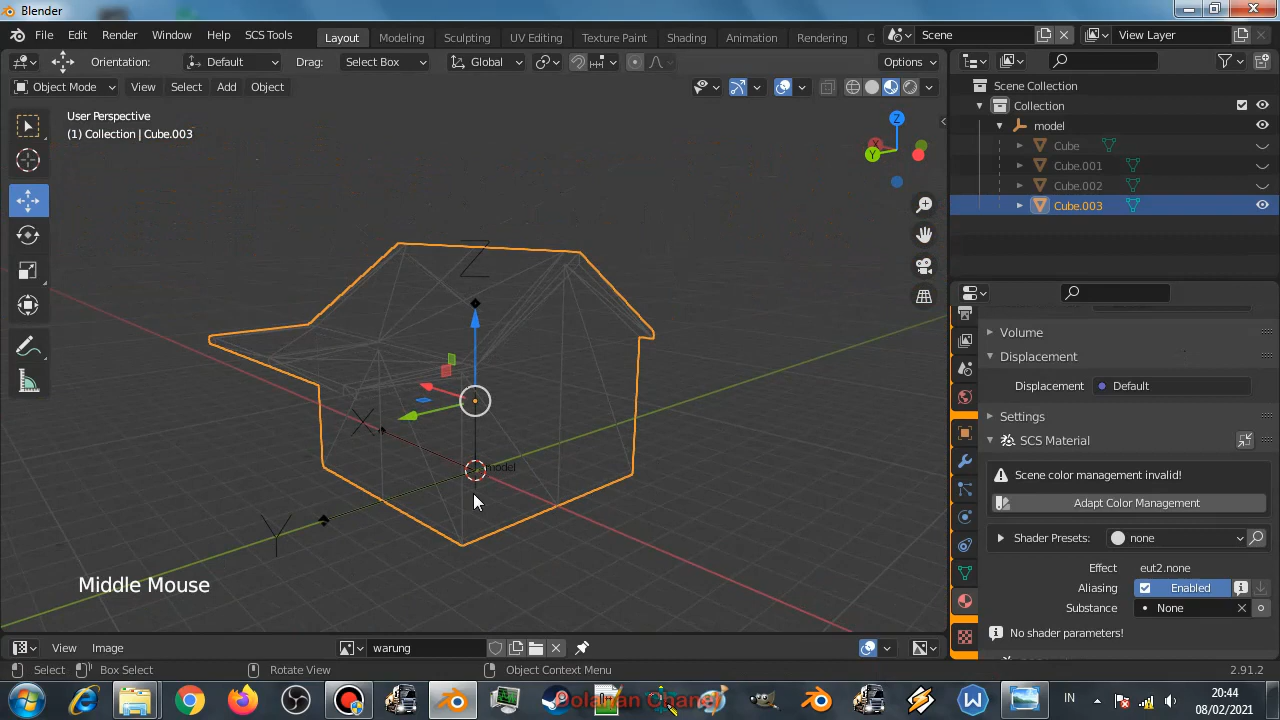 Blender
File Edit Render Window Help SCS Tools
Layout Modeling Sculpting UV Editing Texture Paint Shading Animation Rendering C
Scene
View Layer
Orientation: Default Drag: Select Box Global Options
Object Mode View Select Add Object
User Perspective
(1) Collection | Cube.003
Z
X
Y
Z
X
Y
model
Middle Mouse
Scene Collection
Collection
model
Cube
Cube.001
Cube.002
Cube.003
Volume
Displacement
Displacement Default
Settings
SCS Material
Scene color management invalid!
Adapt Color Management
Shader Presets: none
Effect eut2.none
Aliasing Enabled
Substance None
No shader parameters!
View Image warung
Select Box Select Rotate View Object Context Menu 2.91.2
Dolahan Chanel
IN
20:44
08/02/2021